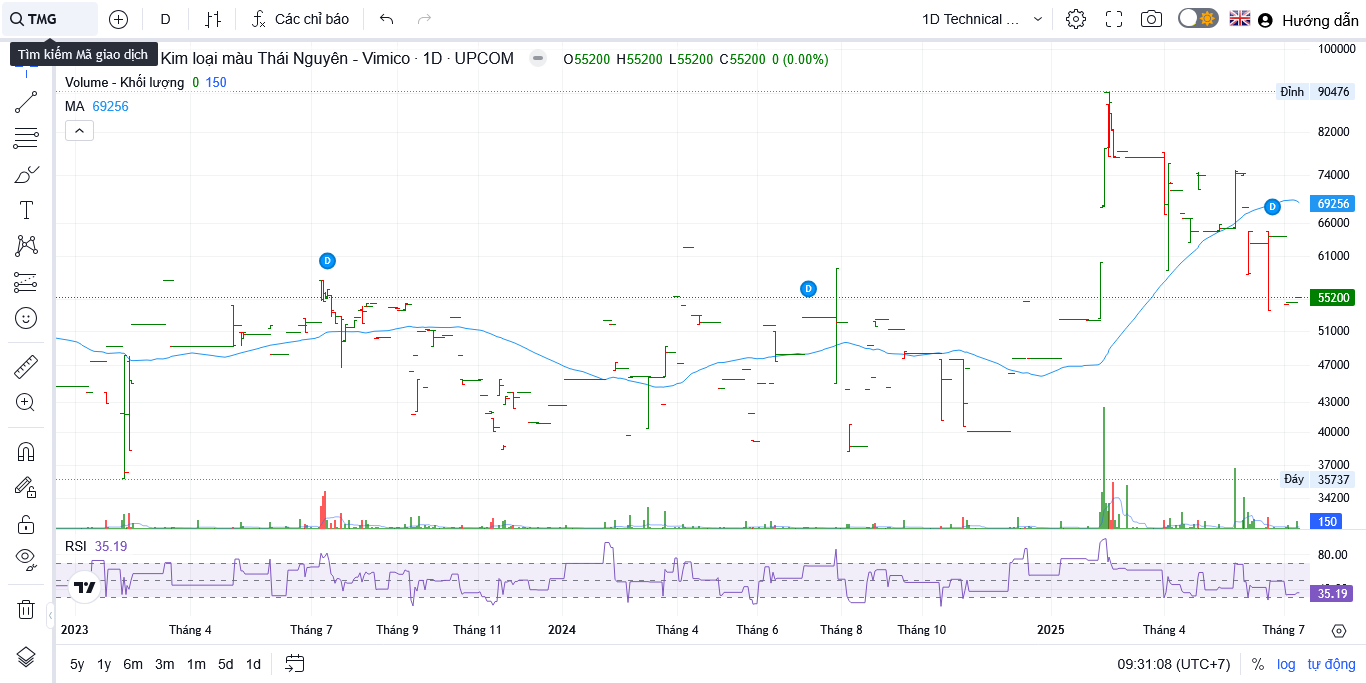 TMG D Các chỉ báo 1D Technical ... Hướng dẫn
Tìm kiếm Mã giao dịch
Kim loại màu Thái Nguyên - Vimico · 1D · UPCOM O55200 H55200 L55200 C55200 0 (0.00%)
Volume - Khối lượng 0 150
MA 69256
100000
Đỉnh 90476
82000
74000
69256
66000
61000
55200
51000
47000
43000
40000
37000
Đáy 35737
34200
150
D
D
D
RSI 35.19
80.00
35.19
2023 Tháng 4 Tháng 7 Tháng 9 Tháng 11 2024 Tháng 4 Tháng 6 Tháng 8 Tháng 10 2025 Tháng 4 Tháng 7
5y 1y 6m 3m 1m 5d 1d 09:31:08 (UTC+7) % log tự động